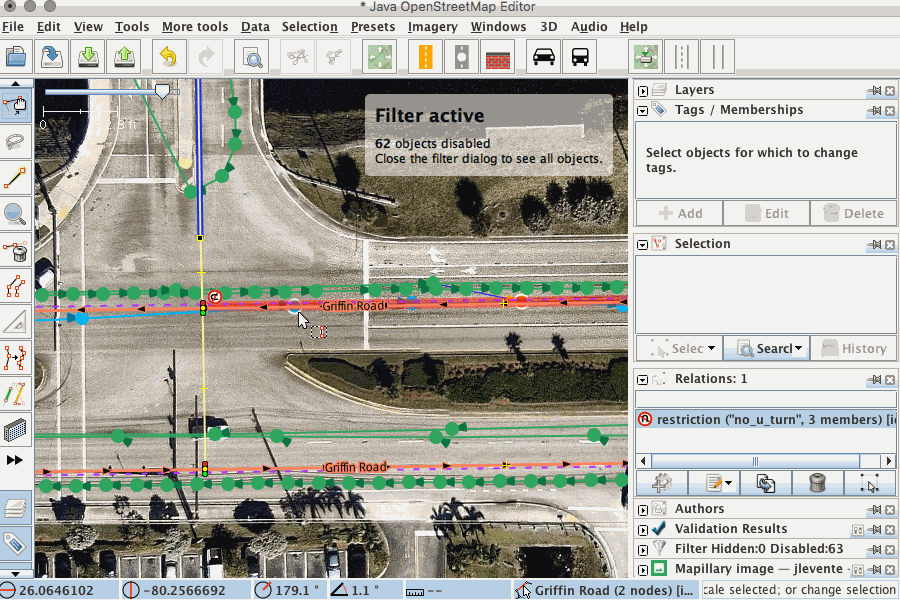 * Java OpenStreetMap Editor
File Edit View Tools More tools Data Selection Presets Imagery Windows 3D Audio Help
0
ft
Filter active
62 objects disabled
Close the filter dialog to see all objects.
Griffin Road
Griffin Road
Layers
Tags / Memberships
Select objects for which to change
tags.
Add Edit Delete
Selection
Selec Search History
Relations: 1
restriction ("no_u_turn", 3 members) [i
Authors
Validation Results
Filter Hidden:0 Disabled:63
Mapillary image — jlevente -
26.0646102 -80.2566692 179.1 ° 1.1 ° -- Griffin Road (2 nodes) [i... cale selected; or change selection